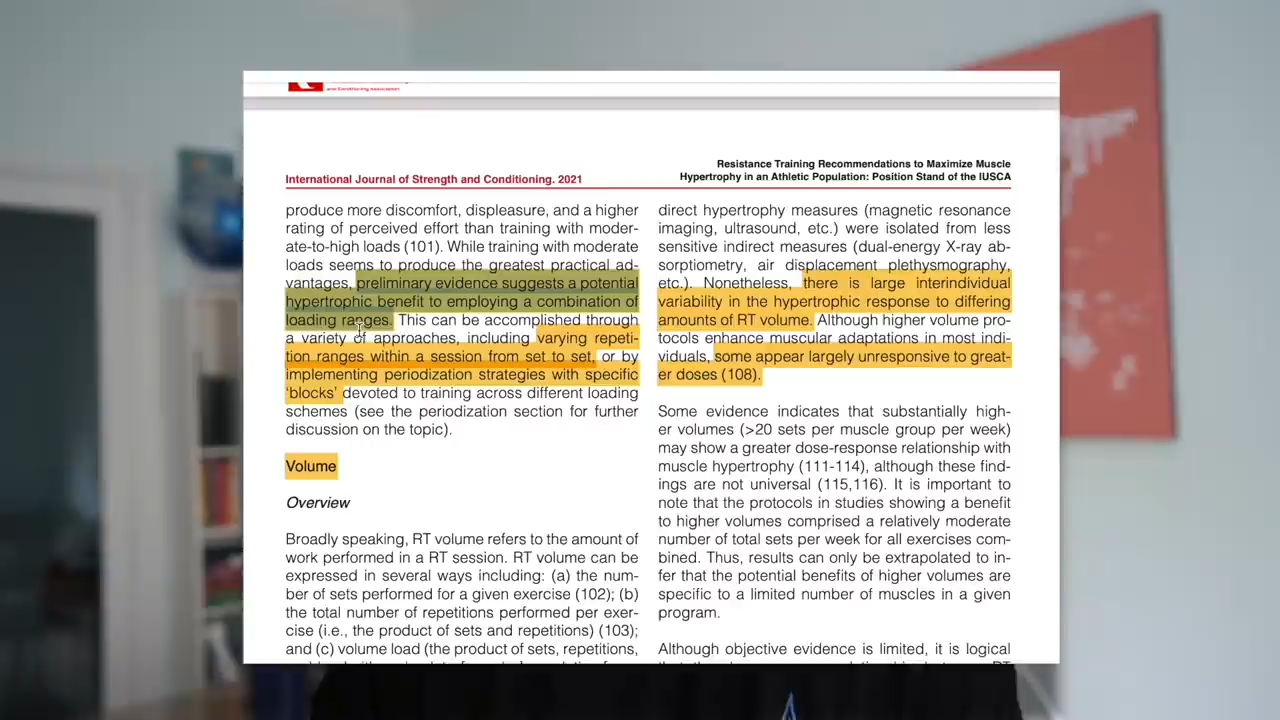 and Conditioning Association
Resistance Training Recommendations to Maximize Muscle
International Journal of Strength and Conditioning. 2021
Hypertrophy in an Athletic Population: Position Stand of the IUSCA
produce more discomfort, displeasure, and a higher
rating of perceived effort than training with moder-
ate-to-high loads (101). While training with moderate
loads seems to produce the greatest practical ad-
vantages, preliminary evidence suggests a potential
hypertrophic benefit to employing a combination of
loading ranges. This can be accomplished through
a variety of approaches, including varying repeti-
tion ranges within a session from set to set, or by
implementing periodization strategies with specific
‘blocks’ devoted to training across different loading
schemes (see the periodization section for further
discussion on the topic).
Volume
Overview
Broadly speaking, RT volume refers to the amount of
work performed in a RT session. RT volume can be
expressed in several ways including: (a) the num-
ber of sets performed for a given exercise (102); (b)
the total number of repetitions performed per exer-
cise (i.e., the product of sets and repetitions) (103);
and (c) volume load (the product of sets, repetitions,
direct hypertrophy measures (magnetic resonance
imaging, ultrasound, etc.) were isolated from less
sensitive indirect measures (dual-energy X-ray ab-
sorptiometry, air displacement plethysmography,
etc.). Nonetheless, there is large interindividual
variability in the hypertrophic response to differing
amounts of RT volume. Although higher volume pro-
tocols enhance muscular adaptations in most indi-
viduals, some appear largely unresponsive to great-
er doses (108).
Some evidence indicates that substantially high-
er volumes (>20 sets per muscle group per week)
may show a greater dose-response relationship with
muscle hypertrophy (111-114), although these find-
ings are not universal (115,116). It is important to
note that the protocols in studies showing a benefit
to higher volumes comprised a relatively moderate
number of total sets per week for all exercises com-
bined. Thus, results can only be extrapolated to in-
fer that the potential benefits of higher volumes are
specific to a limited number of muscles in a given
program.
Although objective evidence is limited, it is logical